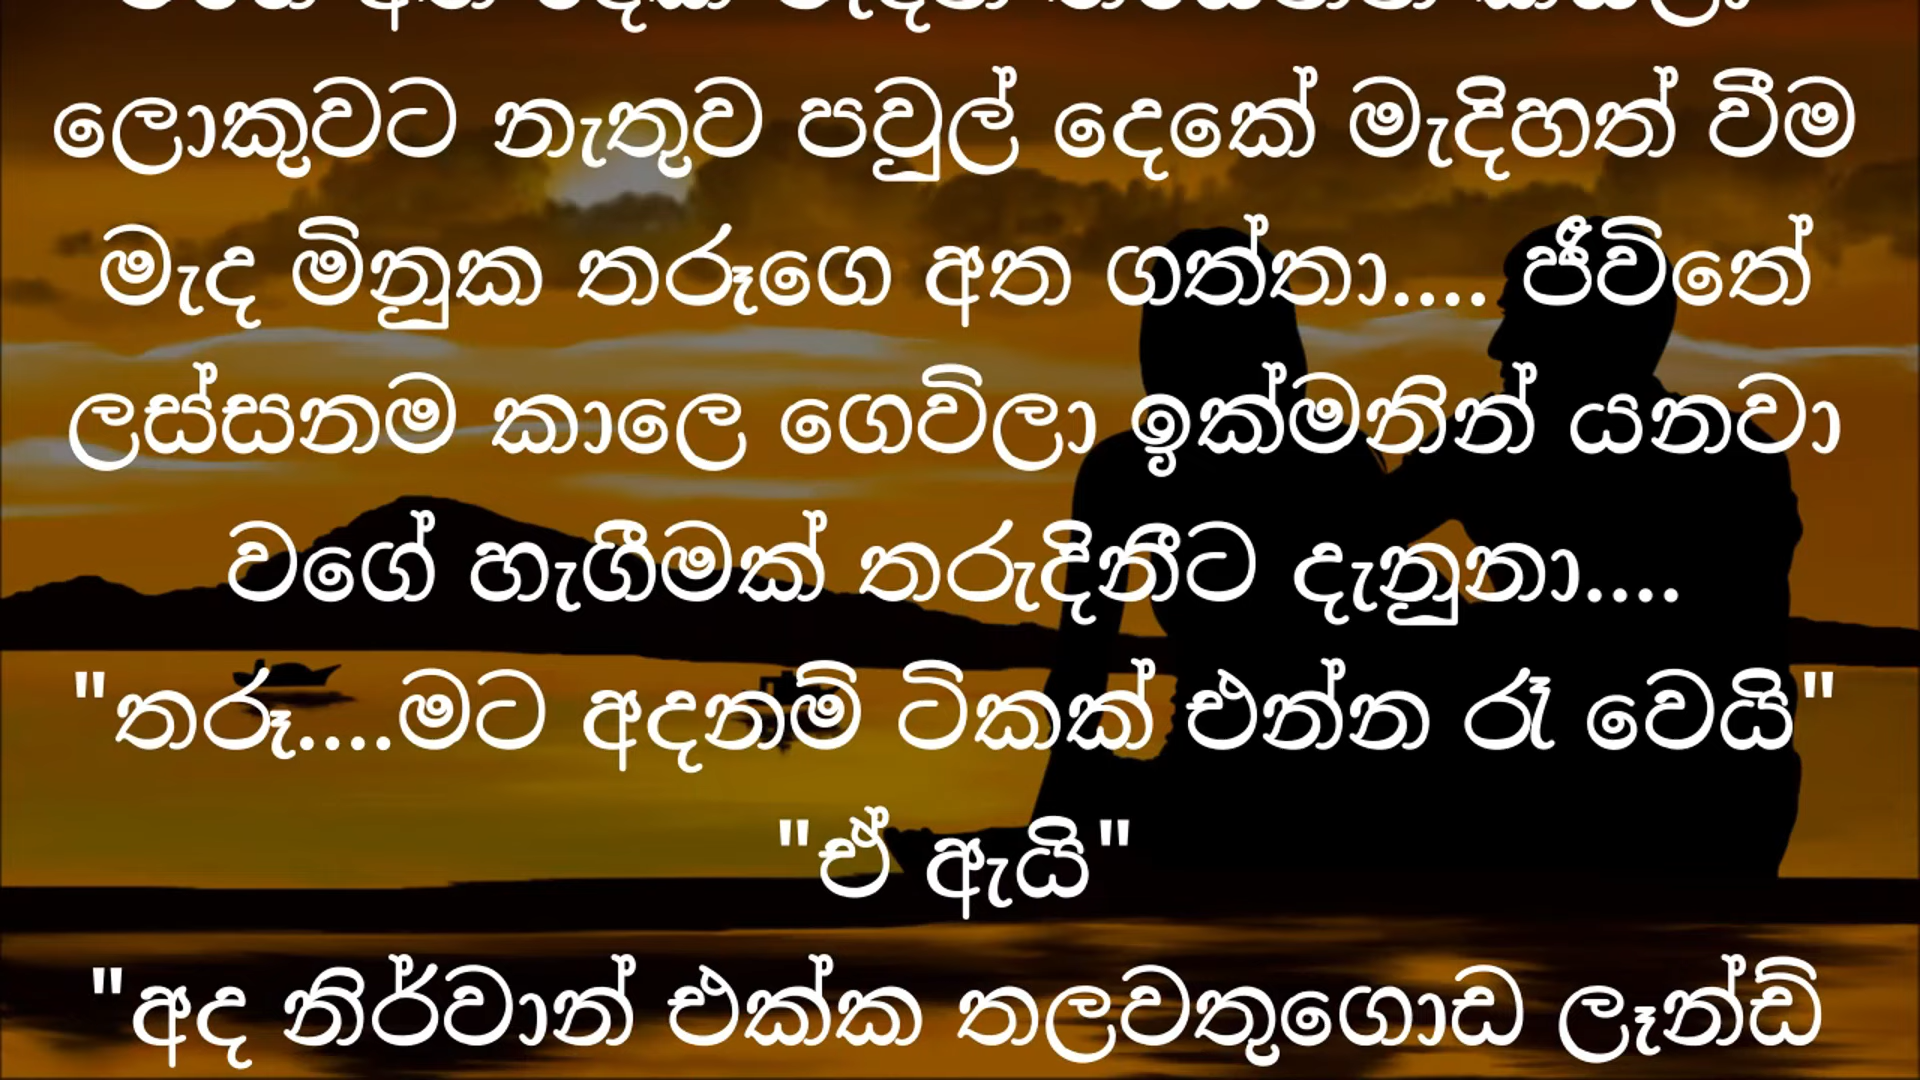 ලොකුවට නැතුව පවුල් දෙකේ මැදිහත් වීම
මැද මිනුක තරූගෙ අත ගත්තා.... ජීවිතේ
ලස්සනම කාලෙ ගෙවිලා ඉක්මනින් යනවා
වගේ හැගීමක් තරුදිනීට දැනුනා....
"තරූ....මට අදනම් ටිකක් එන්න රෑ වෙයි"
"ඒ ඇයි"
"අද නිර්වාන් එක්ක තලවතුගොඩ ලෑන්ඩ්